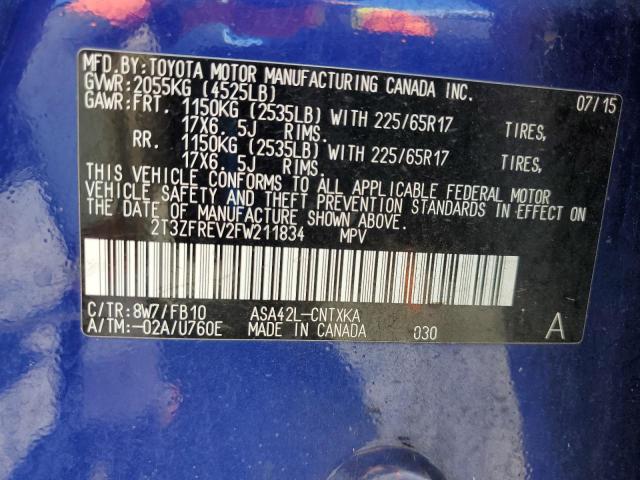 MFD.BY:TOYOTA MOTOR MANUFACTURING CANADA INC.
GVWR:2055KG (4525LB) 07/15
GAWR:FRT. 1150KG (2535LB) WITH 225/65R17 TIRES,
17X6. 5J RIMS.
RR. 1150KG (2535LB) WITH 225/65R17 TIRES,
17X6. 5J RIMS.
THIS VEHICLE CONFORMS TO ALL APPLICABLE FEDERAL MOTOR
VEHICLE SAFETY AND THEFT PREVENTION STANDARDS IN EFFECT ON
THE DATE OF MANUFACTURE SHOWN ABOVE.
2T3ZFREV2FW211834 MPV
C/TR:8W7/FB10 ASA42L-CNTXKA
A/TM:-02A/U760E MADE IN CANADA 030 A